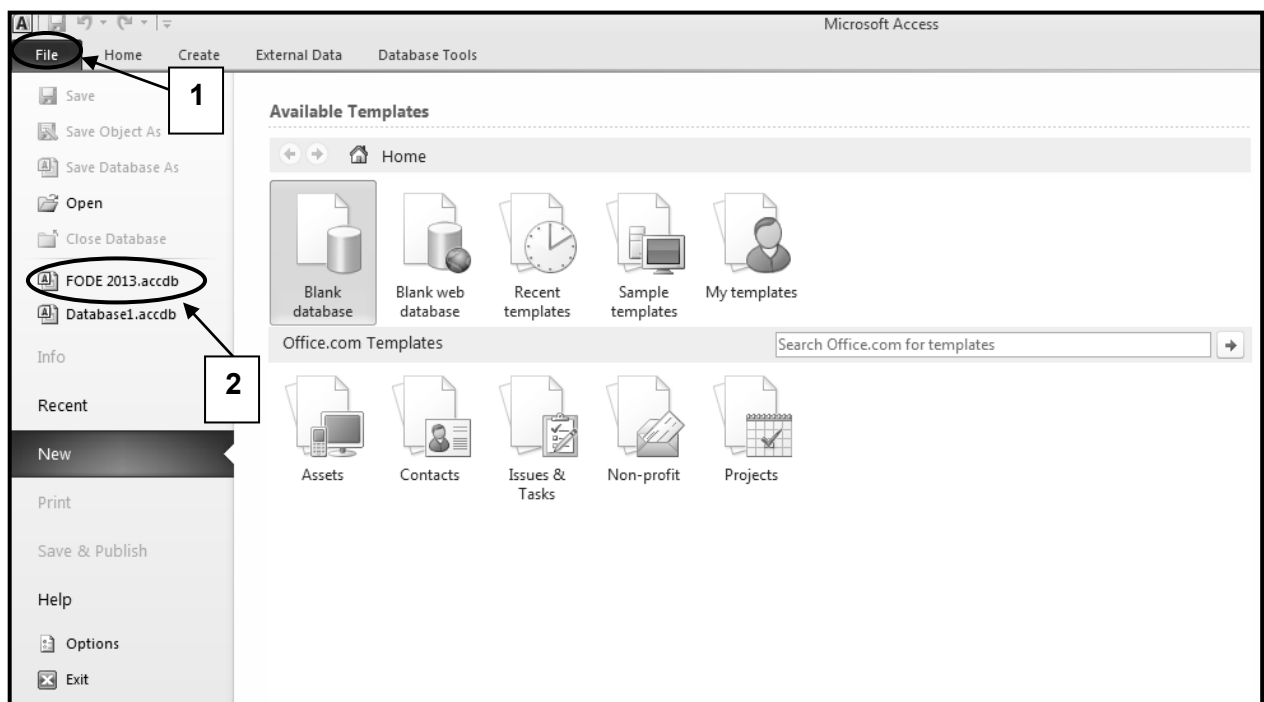 A
Microsoft Access
File Home Create External Data Database Tools
1
Save
Save Object As
Save Database As
Open
Close Database
FODE 2013.accdb
Database1.accdb
2
Info
Recent
New
Print
Save & Publish
Help
Options
Exit
Available Templates
Home
Blank database
Blank web database
Recent templates
Sample templates
My templates
Office.com Templates
Search Office.com for templates
Assets
Contacts
Issues & Tasks
Non-profit
Projects